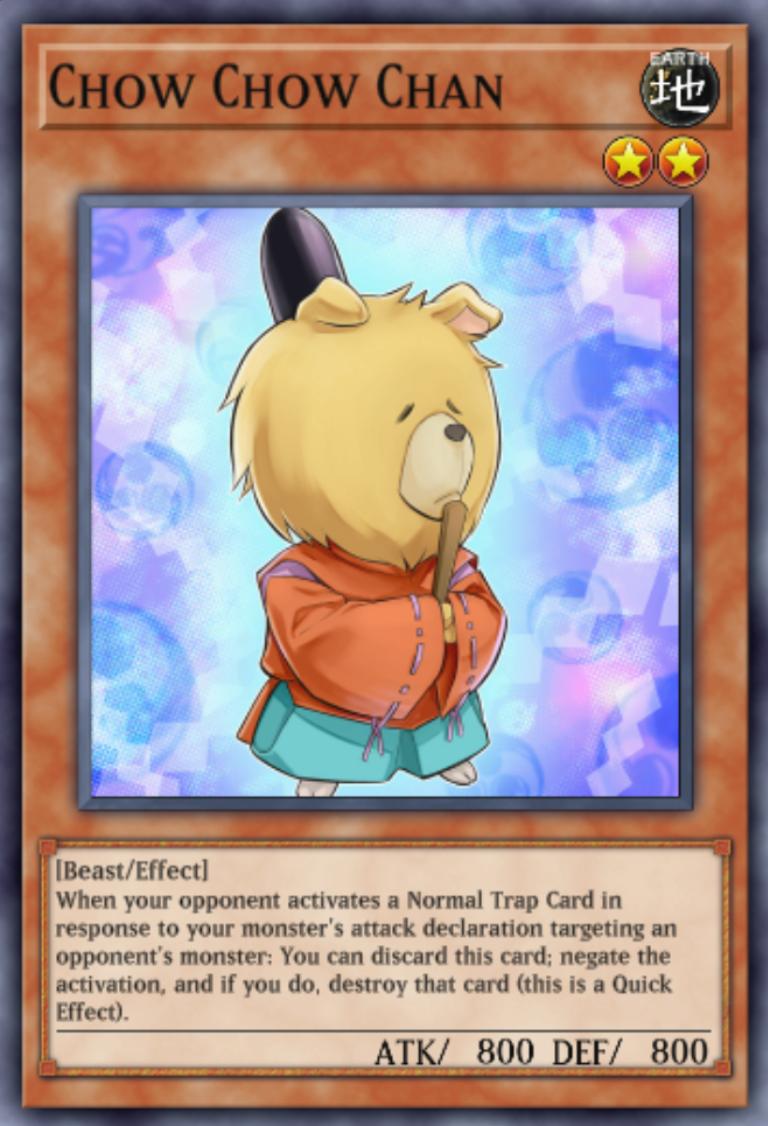 CHOW CHOW CHAN
EARTH
地
[Beast/Effect]
When your opponent activates a Normal Trap Card in
response to your monster's attack declaration targeting an
opponent's monster: You can discard this card; negate the
activation, and if you do, destroy that card (this is a Quick
Effect).
ATK/ 800 DEF/ 800